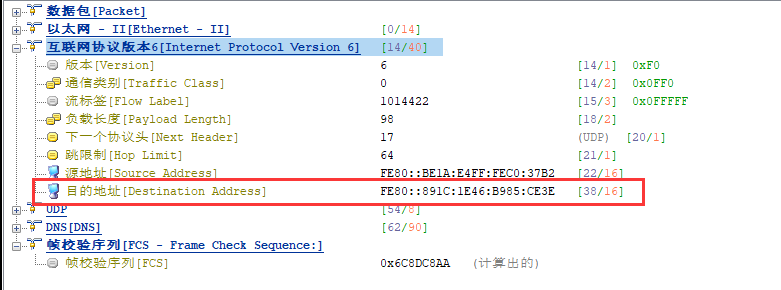 数据包[Packet]
以太网 - II[Ethernet - II] [0/14]
互联网协议版本6[Internet Protocol Version 6] [14/40]
版本[Version] 6 [14/1] 0xF0
通信类别[Traffic Class] 0 [14/2] 0x0FF0
流标签[Flow Label] 1014422 [15/3] 0x0FFFFF
负载长度[Payload Length] 98 [18/2]
下一个协议头[Next Header] 17 (UDP) [20/1]
跳限制[Hop Limit] 64 [21/1]
源地址[Source Address] FE80::BE1A:E4FF:FEC0:37B2 [22/16]
目的地址[Destination Address] FE80::891C:1E46:B985:CE3E [38/16]
UDP [54/8]
DNS[DNS] [62/90]
帧校验序列[FCS - Frame Check Sequence:]
帧校验序列[FCS] 0x6C8DC8AA (计算出的)